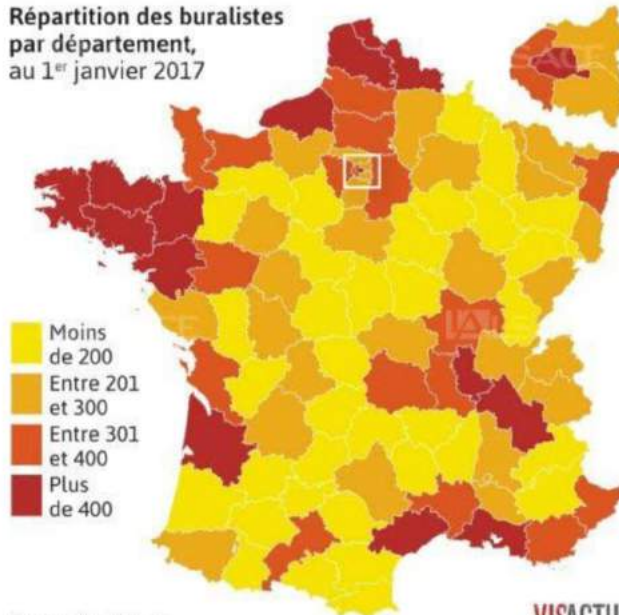 Répartition des buralistes
par département,
au 1er janvier 2017
Moins
de 200
Entre 201
et 300
Entre 301
et 400
Plus
de 400